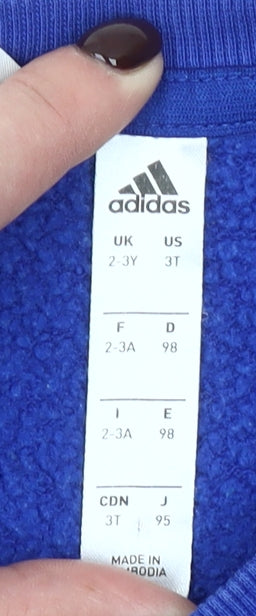 adidas
UK US
2-3Y 3T
F D
2-3A 98
I E
2-3A 98
CDN J
3T 95
MADE IN